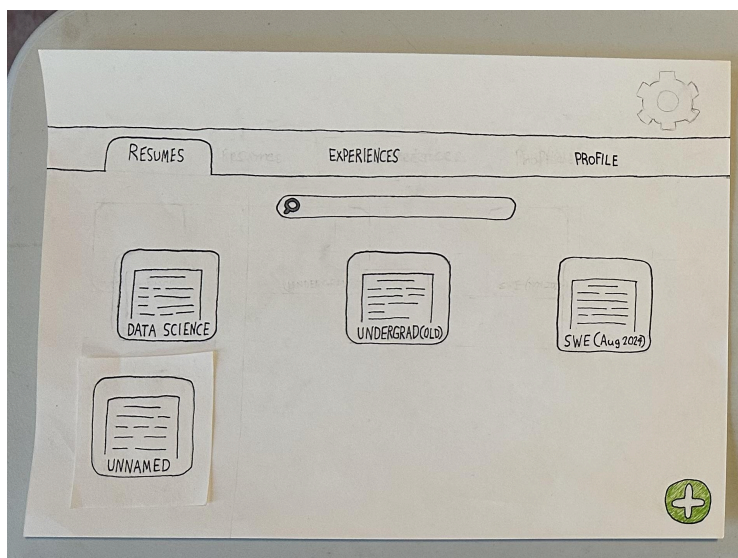 RESUMES
EXPERIENCES
PROFILE
DATA SCIENCE
UNDERGRAD(OLD)
SWE (Aug 2024)
UNNAMED